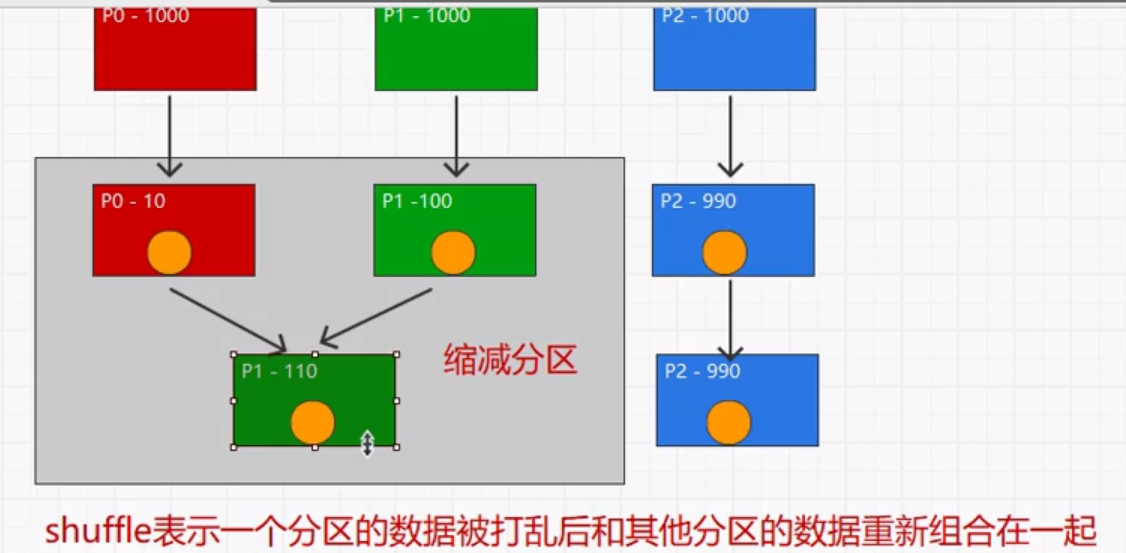 P0 - 1000
P1 - 1000
P2 - 1000
P0 - 10
P1 -100
P2 - 990
缩减分区
P1 - 110
P2 - 990
shuffle表示一个分区的数据被打乱后和其他分区的数据重新组合在一起